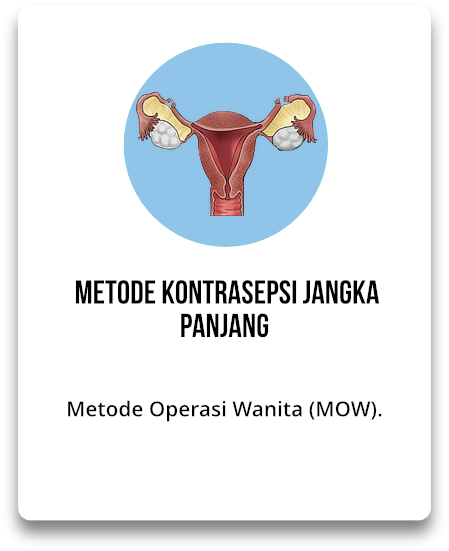 METODE KONTRASEPSI JANGKA
PANJANG
Metode Operasi Wanita (MOW).